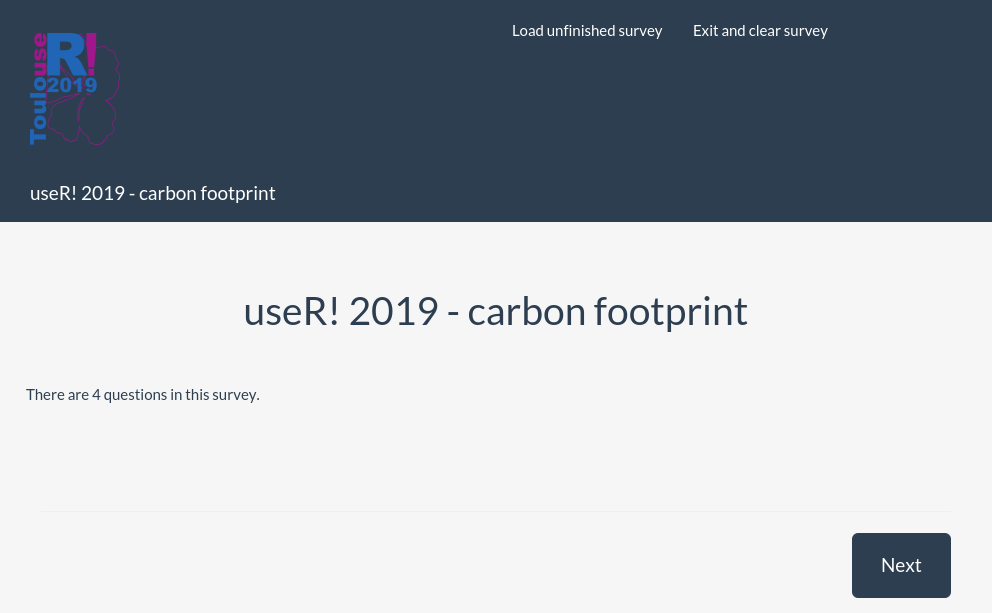 Load unfinished survey
Exit and clear survey
Toulouse
R!
2019
useR! 2019 - carbon footprint
useR! 2019 - carbon footprint
There are 4 questions in this survey.
Next